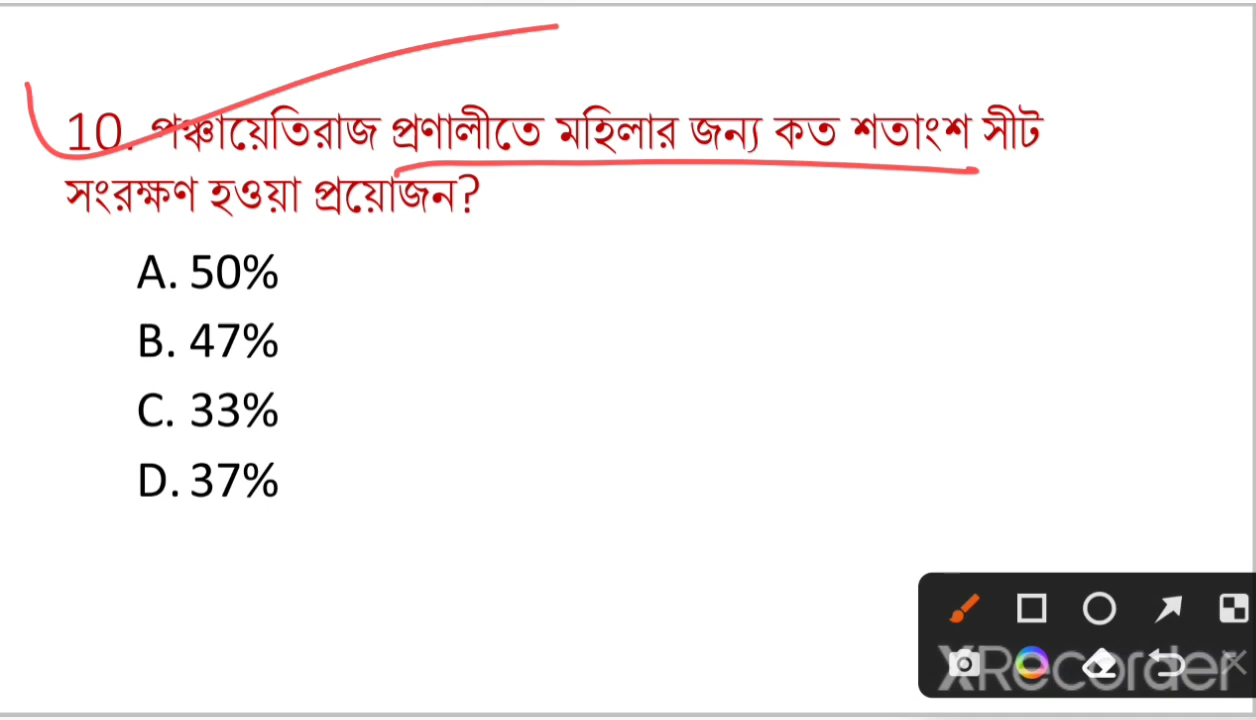 10. পঞ্চায়েতিরাজ প্রণালীতে মহিলার জন্য কত শতাংশ সীট
সংরক্ষণ হওয়া প্রয়োজন?
A. 50%
B. 47%
C. 33%
D. 37%
XRecorder